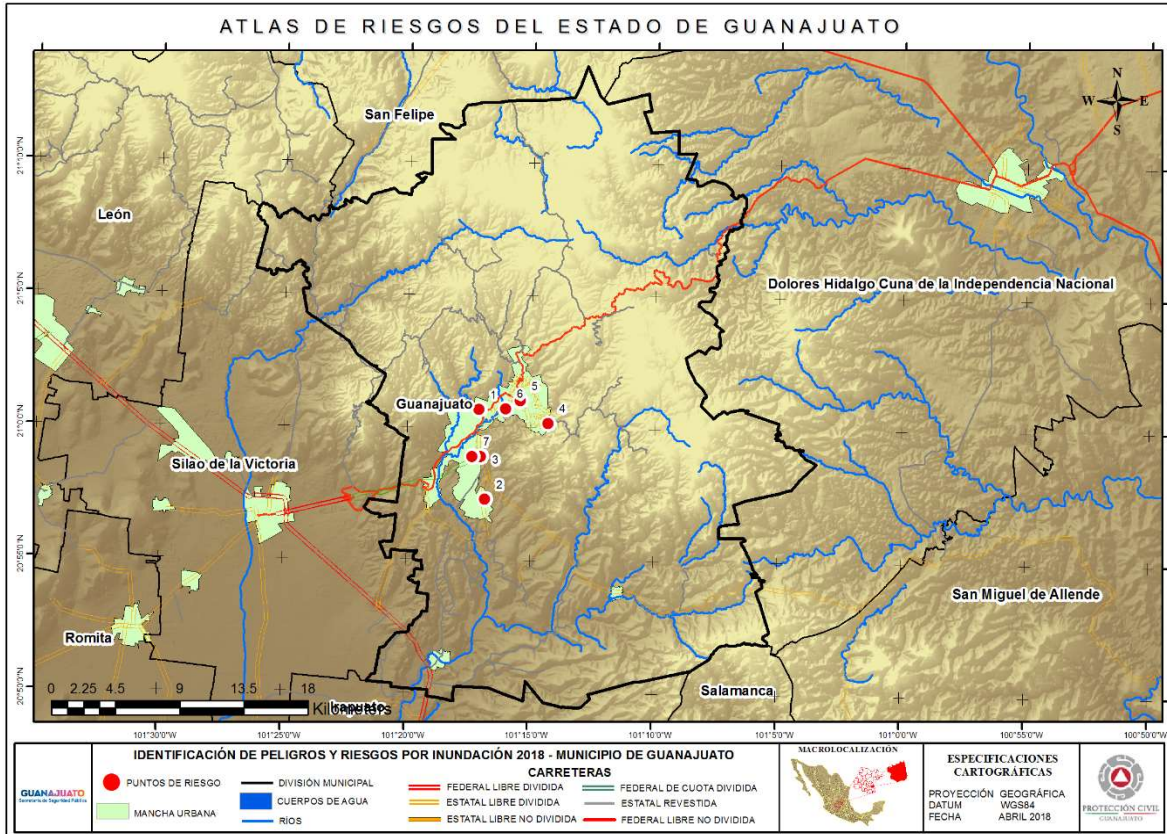 ATLAS DE RIESGOS DEL ESTADO DE GUANAJUATO
N
W E
S
San Felipe
León
Dolores Hidalgo Cuna de la Independencia Nacional
5
1
6
Guanajuato
4
7
3
Silao de la Victoria
2
San Miguel de Allende
Romita
Salamanca
0 2.25 4.5 9 13.5 18
Kilometers
Irapuato
21°10'0"N
21°5'0"N
21°0'0"N
20°55'0"N
20°50'0"N
101°30'0"W
101°25'0"W
101°20'0"W
101°15'0"W
101°10'0"W
101°5'0"W
101°0'0"W
100°55'0"W
100°50'0"W
IDENTIFICACIÓN DE PELIGROS Y RIESGOS POR INUNDACIÓN 2018 - MUNICIPIO DE GUANAJUATO
GUANAJUATO
Secretaría de Seguridad Pública
PUNTOS DE RIESGO
MANCHA URBANA
DIVISIÓN MUNICIPAL
CUERPOS DE AGUA
RÍOS
CARRETERAS
FEDERAL LIBRE DIVIDIDA
ESTATAL LIBRE DIVIDIDA
ESTATAL LIBRE NO DIVIDIDA
FEDERAL DE CUOTA DIVIDIDA
ESTATAL REVESTIDA
FEDERAL LIBRE NO DIVIDIDA
MACROLOCALIZACIÓN
ESPECIFICACIONES
CARTOGRÁFICAS
PROYECCIÓN GEOGRÁFICA
DATUM WGS84
FECHA ABRIL 2018
PROTECCIÓN CIVIL
GUANAJUATO